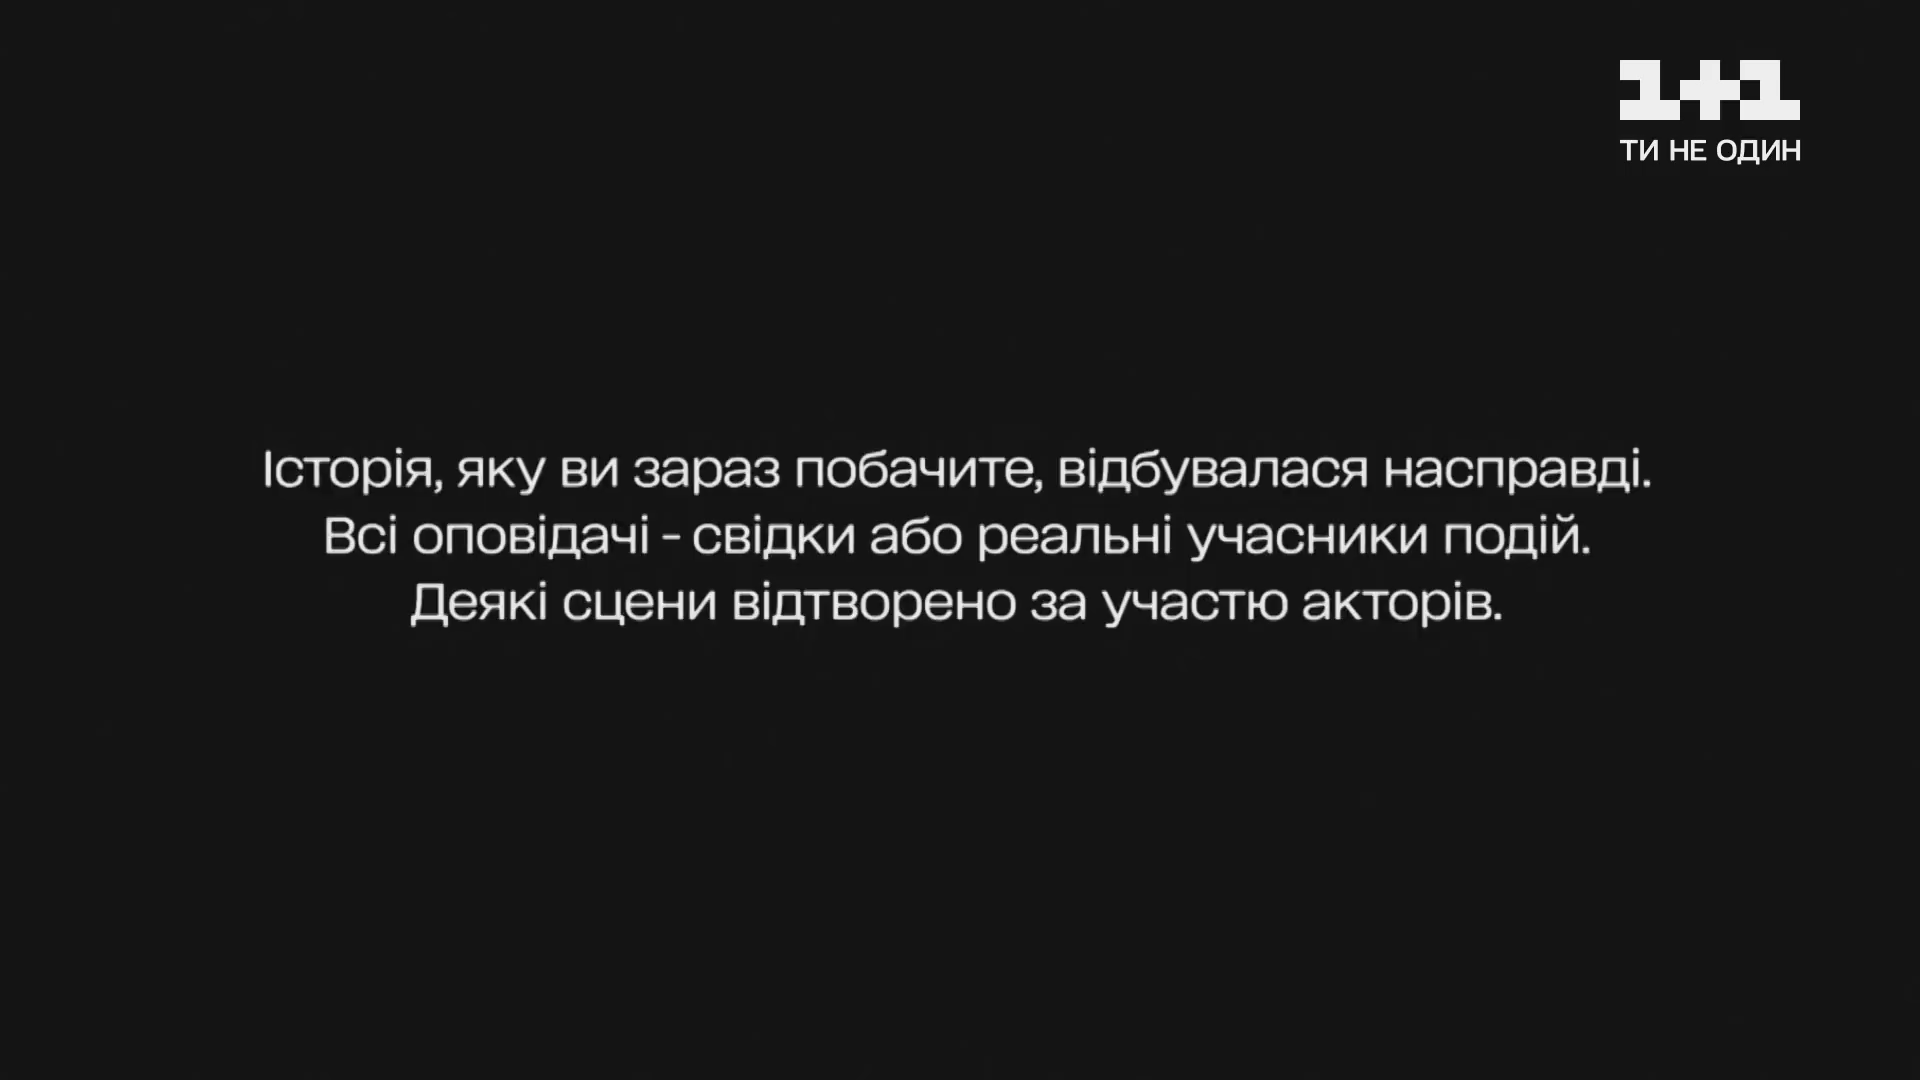 1+1
ТИ НЕ ОДИН
Історія, яку ви зараз побачите, відбувалася насправді.
Всі оповідачі - свідки або реальні учасники подій.
Деякі сцени відтворено за участю акторів.